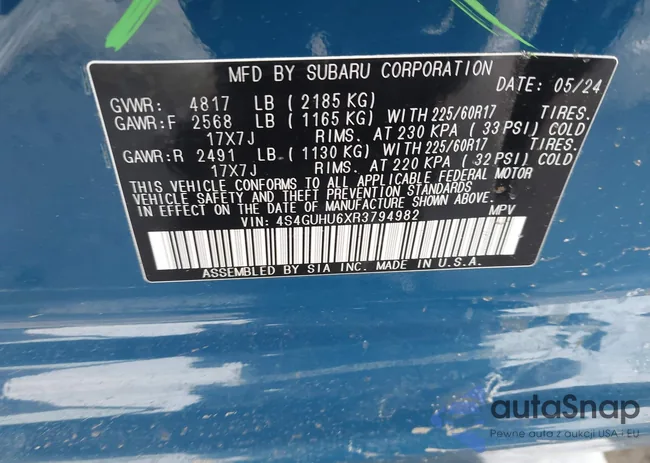 MFD BY SUBARU CORPORATION
DATE: 05/24
GVWR: 4817 LB (2185 KG)
GAWR:F 2568 LB (1165 KG) WITH 225/60R17 TIRES.
17X7J RIMS. AT 230 KPA (33 PSI) COLD
GAWR:R 2491 LB (1130 KG) WITH 225/60R17 TIRES.
17X7J RIMS. AT 220 KPA (32 PSI) COLD
THIS VEHICLE CONFORMS TO ALL APPLICABLE FEDERAL MOTOR
VEHICLE SAFETY AND THEFT PREVENTION STANDARDS
IN EFFECT ON DATE OF MANUFACTURE SHOWN ABOVE.
VIN: 4S4GUHU6XR3794982 MPV
ASSEMBLED BY SIA INC. MADE IN U.S.A.
autaSnap
Pewne auta z aukcji USA i EU